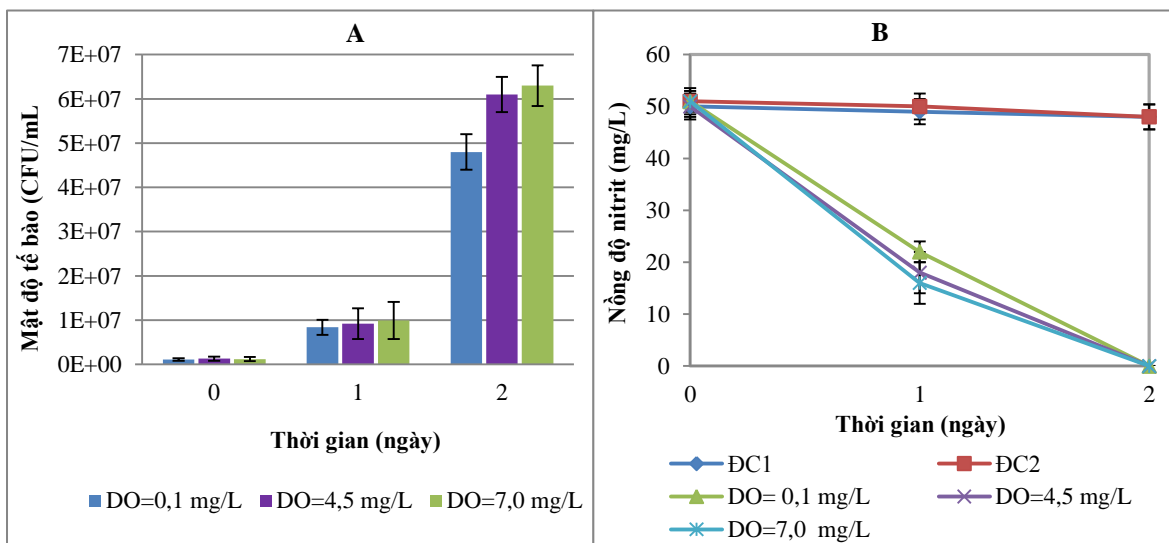 A
Mật độ tế bào (CFU/mL)
7E+07
6E+07
5E+07
4E+07
3E+07
2E+07
1E+07
0E+00
0 1 2
Thời gian (ngày)
DO=0,1 mg/L DO=4,5 mg/L DO=7,0 mg/L
B
Nồng độ nitrit (mg/L)
60
50
40
30
20
10
0
0 1 2
Thời gian (ngày)
ĐC1 ĐC2
DO= 0,1 mg/L DO=4,5 mg/L
DO=7,0 mg/L